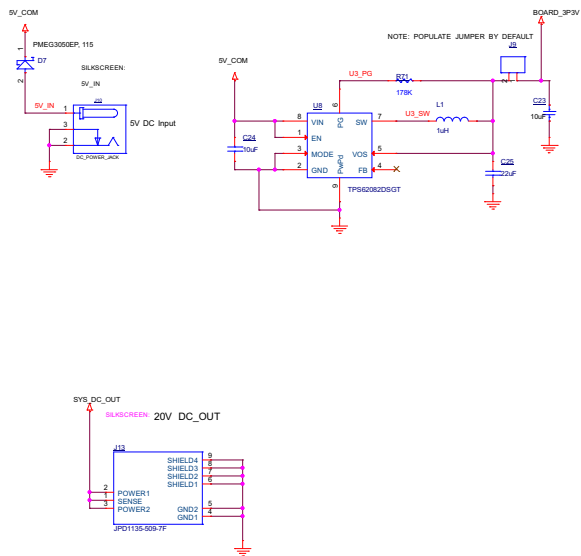 5V_COM
BOARD_3P3V
NOTE: POPULATE JUMPER BY DEFAULT
J9
PMEG3050EP, 115
1
D7
2
SILKSCREEN:
5V_IN
5V_COM
U3_PG
R71
178K
2
C23
10uF
5V_IN
1
3
2
5V DC Input
DC_POWER_JACK
U8
6
L1
8
VIN
PG
SW
7
U3_SW
1
EN
1uH
C24
10uF
3
MODE
VOS
5
2
GND
PwPd
FB
4
9
TPS62082DSGT
C25
22uF
SYS_DC_OUT
SILKSCREEN: 20V DC_OUT
J13
SHIELD4
9
SHIELD3
8
SHIELD2
7
SHIELD1
6
2
POWER1
1
SENSE
3
POWER2
GND2
5
GND1
4
JPD1135-509-7F